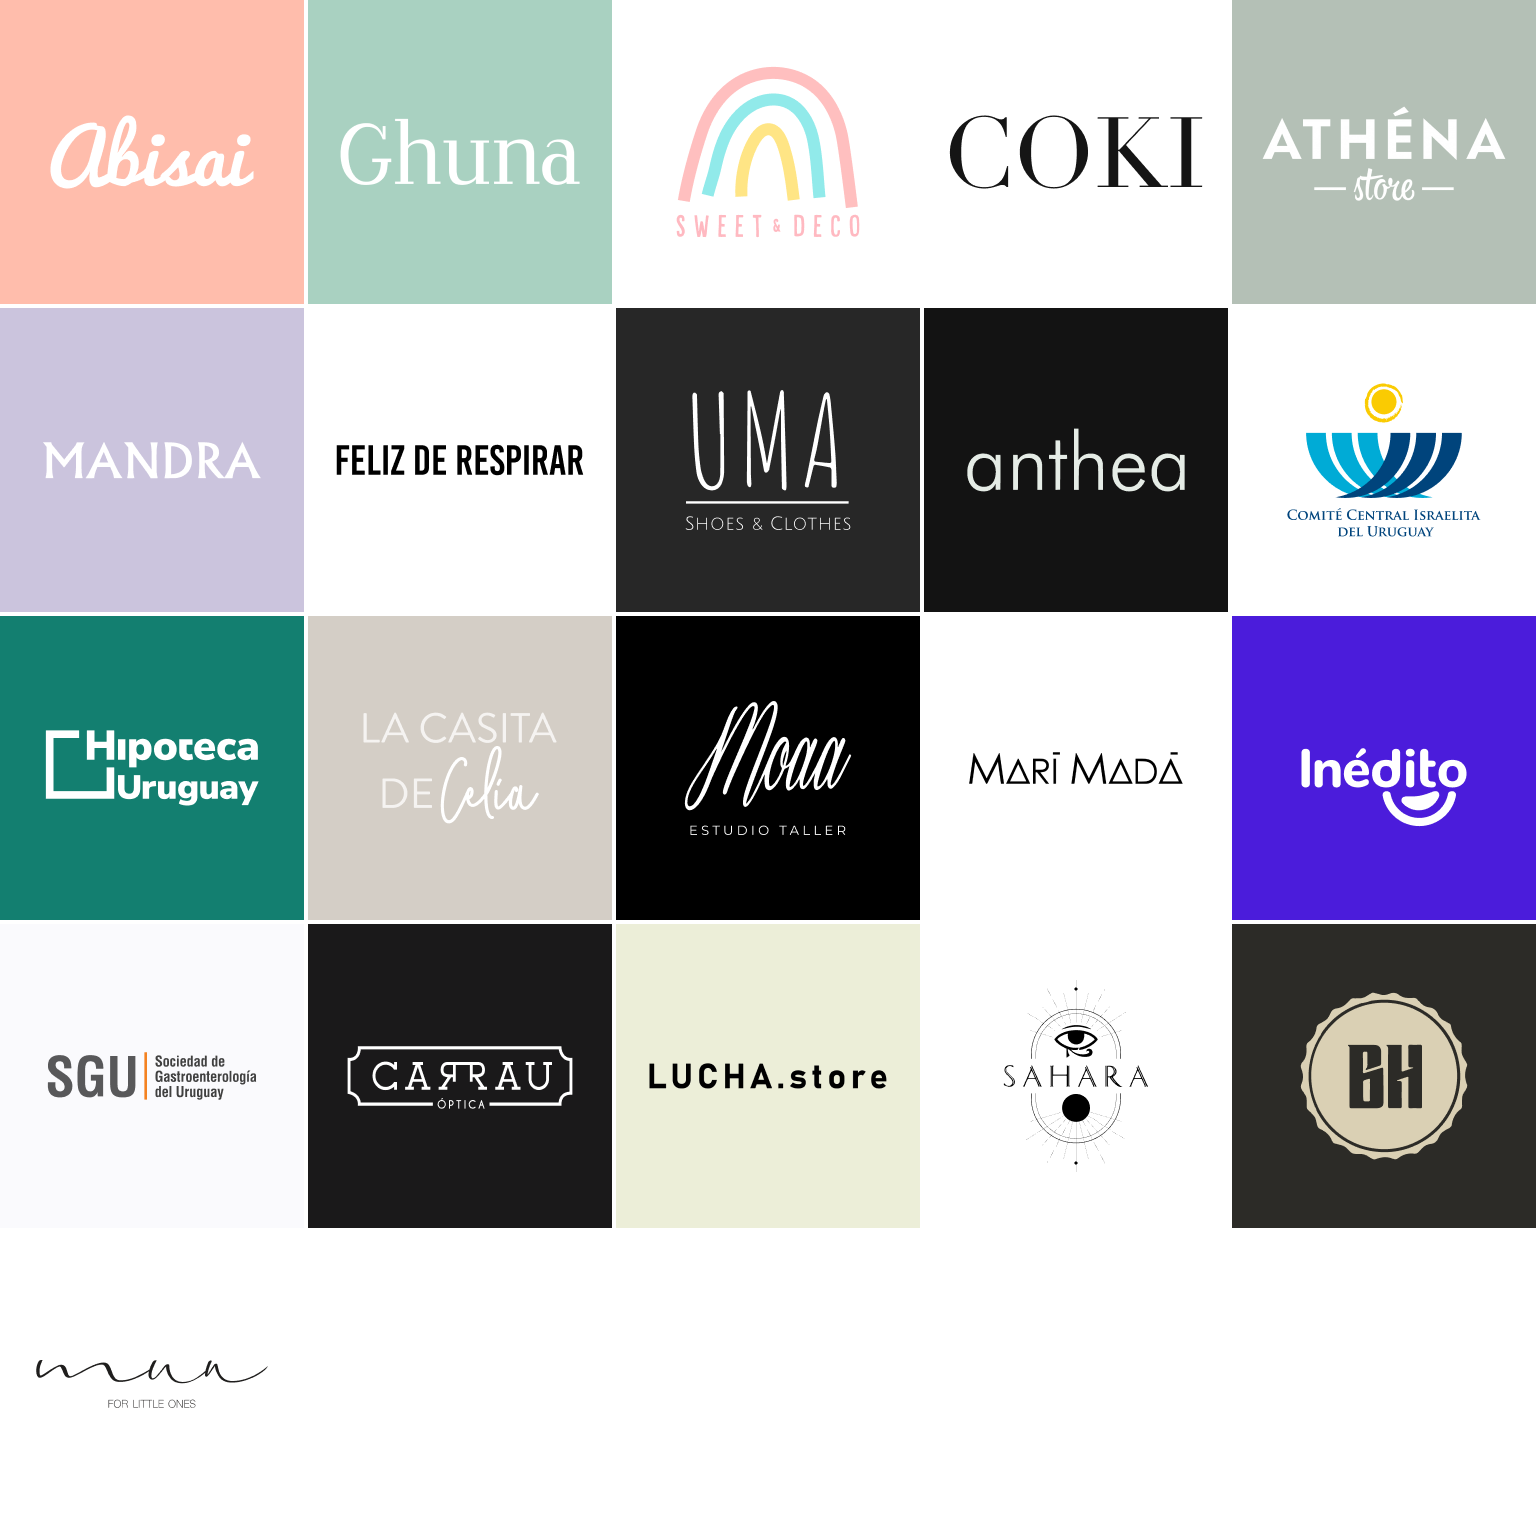 Abisai
Ghuna
SWEET & DECO
COKI
ATHÉNA
store
MANDRA
FELIZ DE RESPIRAR
UMA
SHOES & CLOTHES
anthea
COMITÉ CENTRAL ISRAELITA
DEL URUGUAY
Hipoteca
Uruguay
LA CASITA
DE Celia
Moaa
ESTUDIO TALLER
MARĪ MADĀ
Inédito
SGU
Sociedad de
Gastroenterología
del Uruguay
CARRAU
ÓPTICA
LUCHA.store
SAHARA
BH
FOR LITTLE ONES